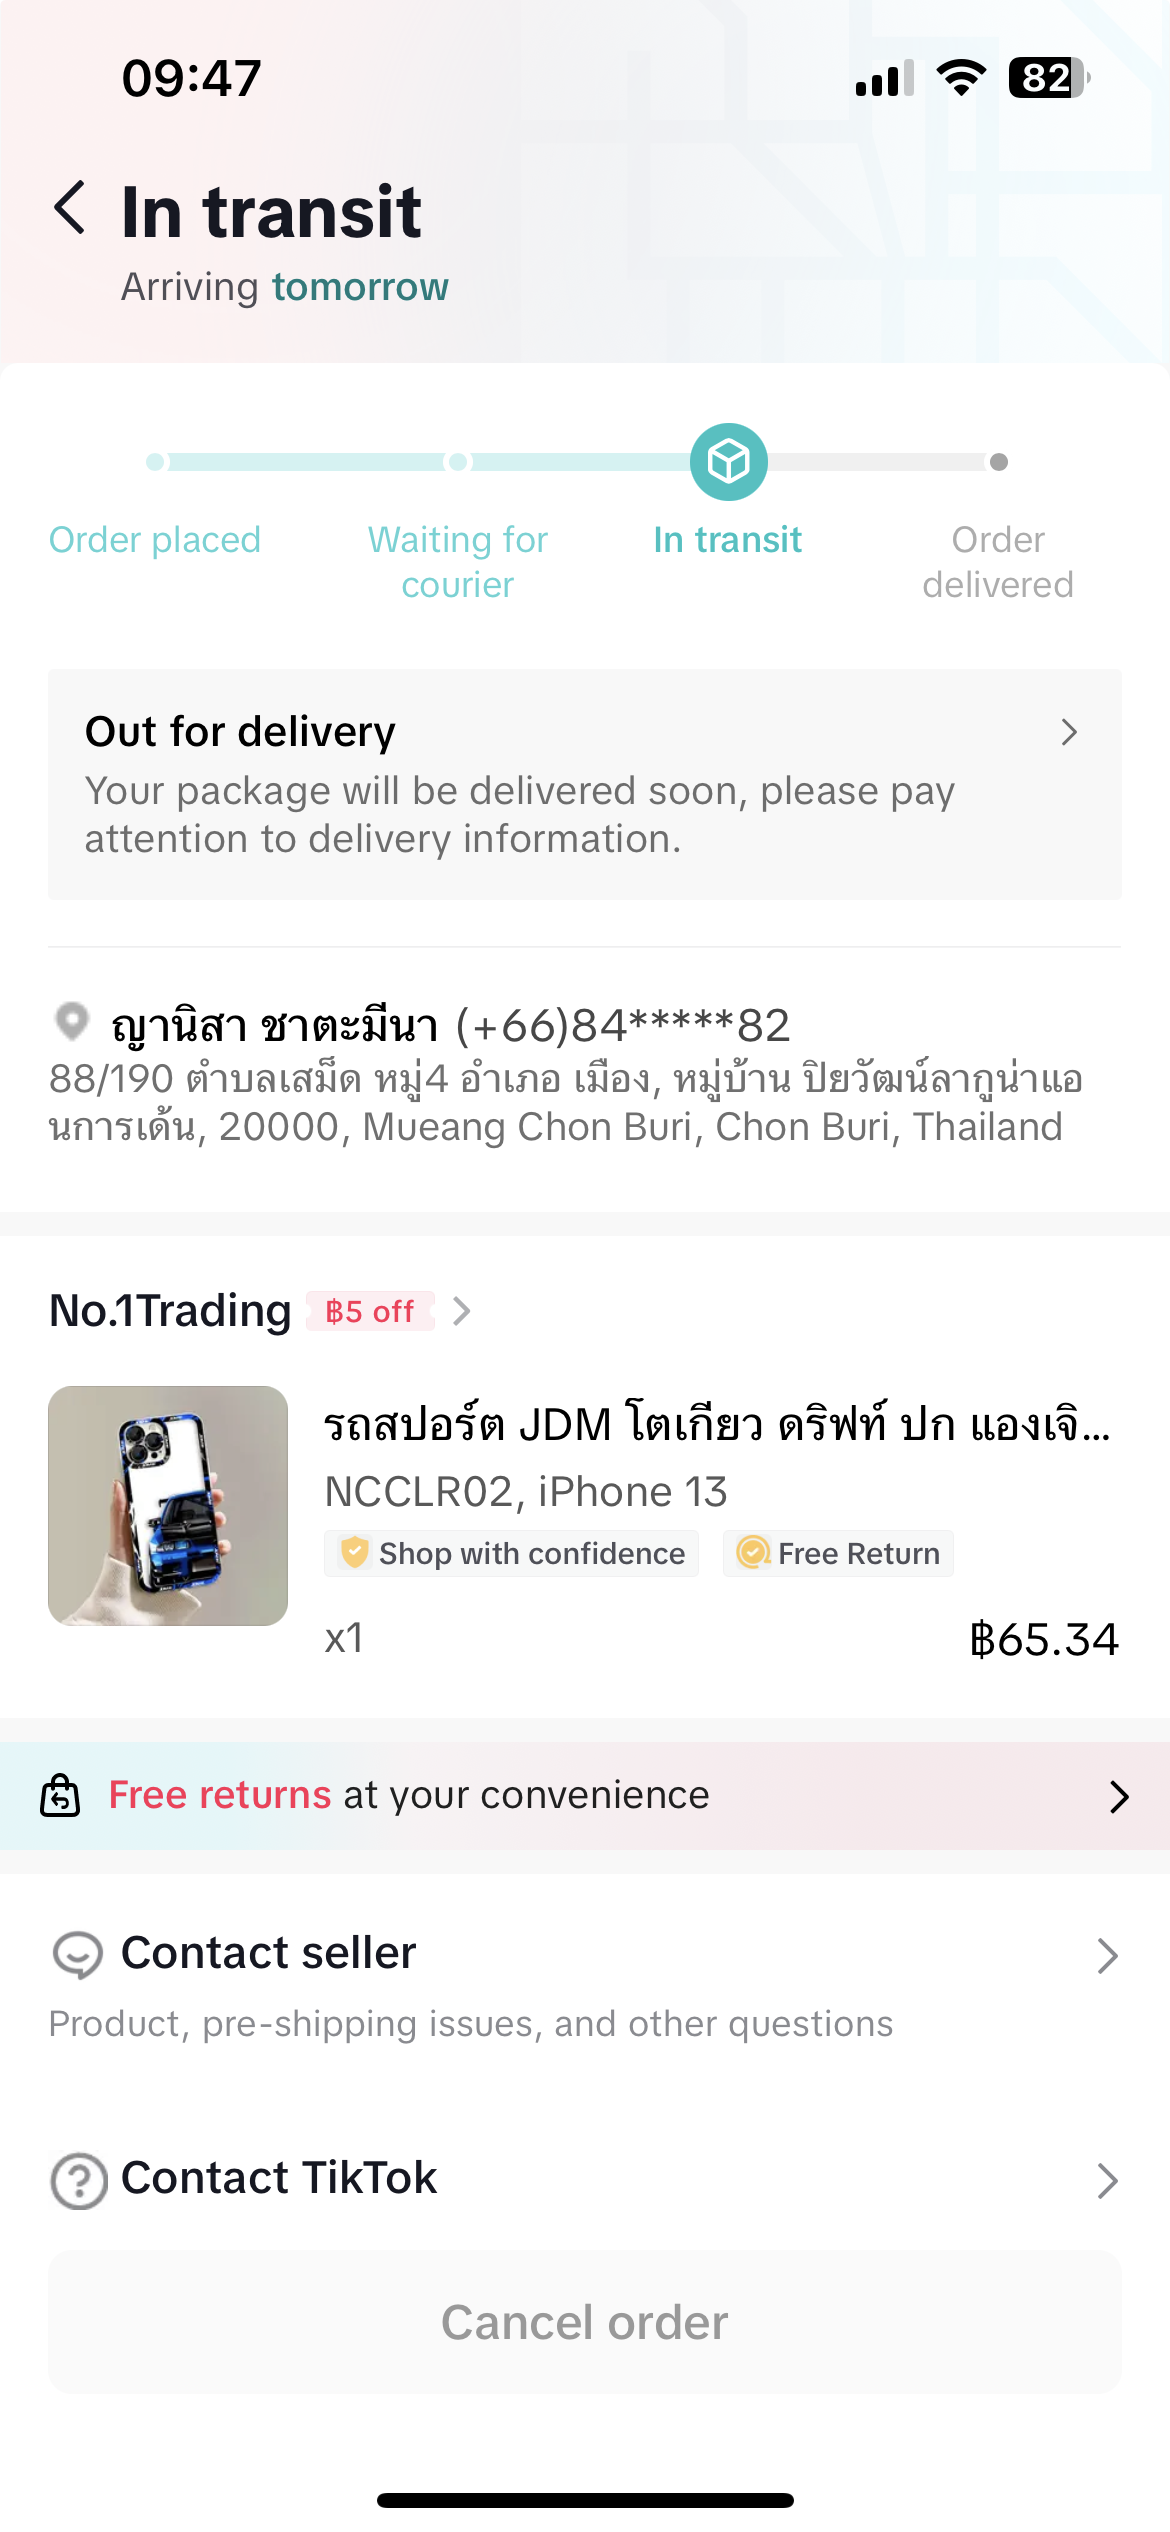 09:47
82
In transit
Arriving tomorrow
Order placed
Waiting for
courier
In transit
Order
delivered
Out for delivery
Your package will be delivered soon, please pay
attention to delivery information.
ญานิสา ชาตะมีนา (+66)84*****82
88/190 ตำบลเสม็ด หมู่4 อำเภอ เมือง, หมู่บ้าน ปิยวัฒน์ลากูน่าแอ
นการเด้น, 20000, Mueang Chon Buri, Chon Buri, Thailand
No.1Trading ฿5 off
รถสปอร์ต JDM โตเกียว ดริฟท์ ปก แองเจิ...
NCCLR02, iPhone 13
Shop with confidence Free Return
x1 ฿65.34
Free returns at your convenience
Contact seller
Product, pre-shipping issues, and other questions
Contact TikTok
Cancel order